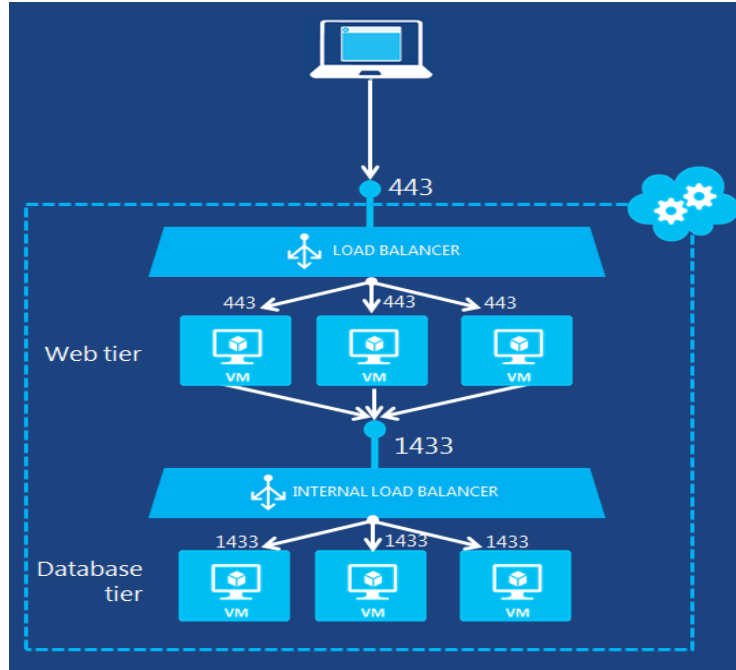 443
LOAD BALANCER
443 443 443
Web tier
VM VM VM
1433
INTERNAL LOAD BALANCER
1433 1433 1433
Database
tier
VM VM VM